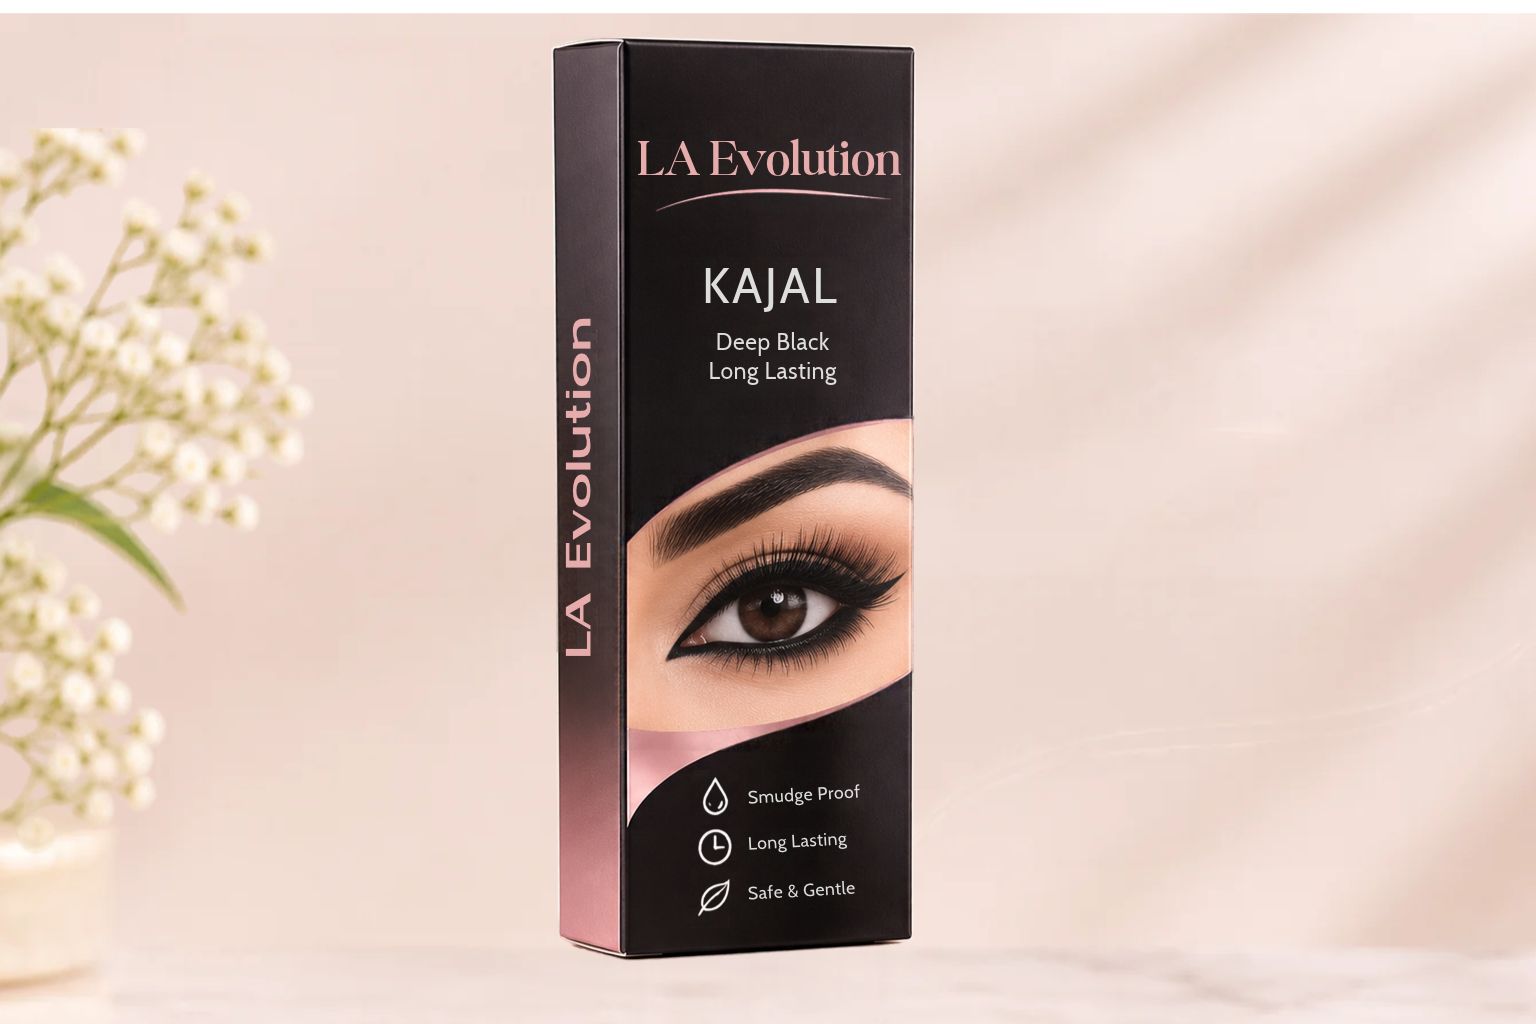 LA Evolution
KAJAL
Deep Black
Long Lasting
Smudge Proof
Long Lasting
Safe & Gentle
LA Evolution